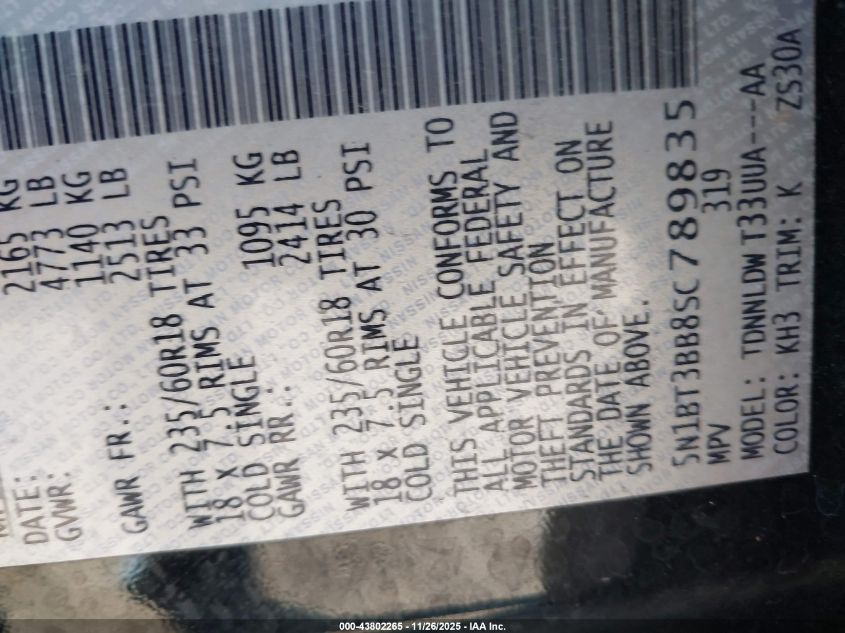 DATE:
GVWR: 2165 KG
4773 LB
1140 KG
GAWR FR.: 2513 LB
WITH 235/60R18 TIRES
18 X 7.5 RIMS AT 33 PSI
COLD SINGLE 1095 KG
GAWR RR.: 2414 LB
WITH 235/60R18 TIRES
18 X 7.5 RIMS AT 30 PSI
COLD SINGLE
THIS VEHICLE CONFORMS TO
ALL APPLICABLE FEDERAL
MOTOR VEHICLE SAFETY AND
THEFT PREVENTION
STANDARDS IN EFFECT ON
THE DATE OF MANUFACTURE
SHOWN ABOVE.
5N1BT3BB8SC789835
MPV 319
MODEL: TDNNLDWT33UUA---AA
COLOR: KH3 TRIM: K ZS30A
000-43802265 - 11/26/2025 - IAA Inc.